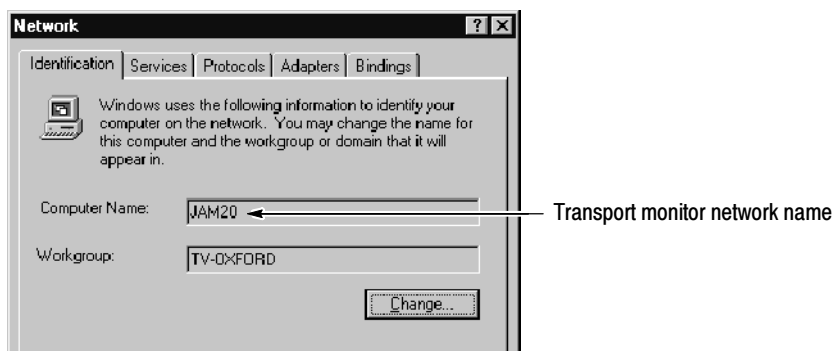 Network
Identification Services Protocols Adapters Bindings
Windows uses the following information to identify your
computer on the network. You may change the name for
this computer and the workgroup or domain that it will
appear in.
Computer Name: JAM20
Transport monitor network name
Workgroup: TV-OXFORD
Change...